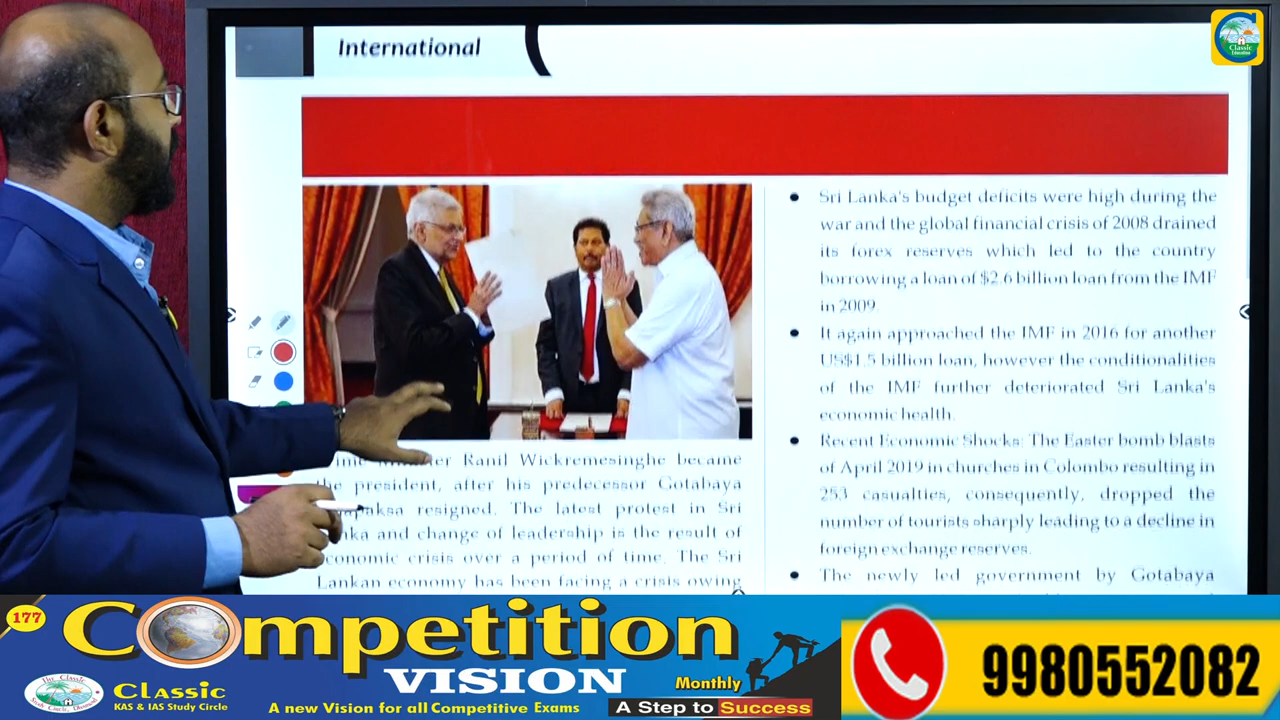 International
Classic
Education
Sri Lanka's budget deficits were high during the
war and the global financial crisis of 2008 drained
its forex reserves which led to the country
borrowing a loan of $2.6 billion loan from the IMF
in 2009
It again approached the IMF in 2016 for another
US$1.5 billion loan, however the conditionalities
of the IMF further deteriorated Sri Lanka's
economic health.
Recent Economic Shocks: The Easter bomb blasts
of April 2019 in churches in Colombo resulting in
253 casualties, consequently, dropped the
number of tourists sharply leading to a decline in
foreign exchange reserves.
The newly led government by Gotabaya
Ranil Wickremesinghe became
the president, after his predecessor Gotabaya
resigned. The latest protest in Sri
and change of leadership is the result of
economic crisis over a period of time. The Sri
Lankan economy has been facing a crisis owing
177
Competition
VISION
Monthly
Classic
KAS & IAS Study Circle
A new Vision for all Competitive Exams
A Step to Success
9980552082